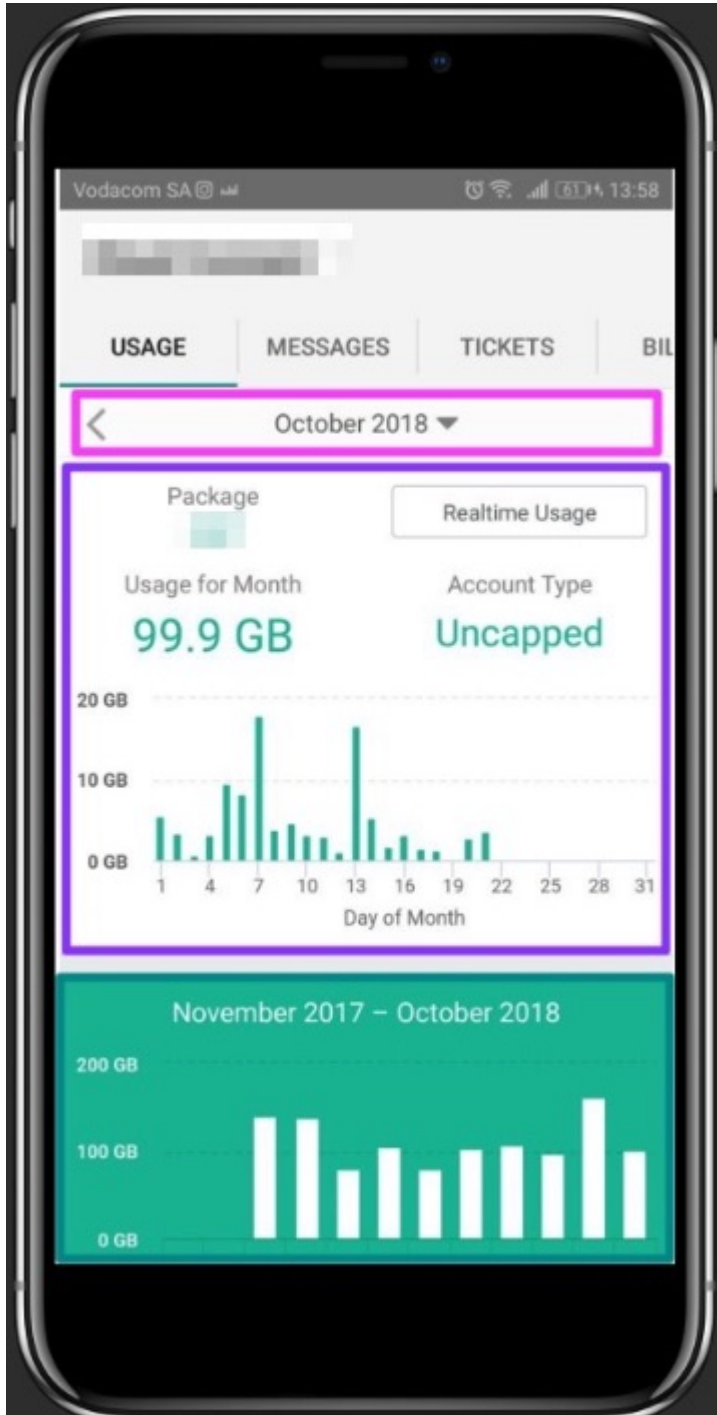 Vodacom SA 61 13:58
USAGE MESSAGES TICKETS BIL
October 2018
Package
Realtime Usage
Usage for Month Account Type
99.9 GB Uncapped
20 GB
10 GB
0 GB
1 4 7 10 13 16 19 22 25 28 31
Day of Month
November 2017 – October 2018
200 GB
100 GB
0 GB